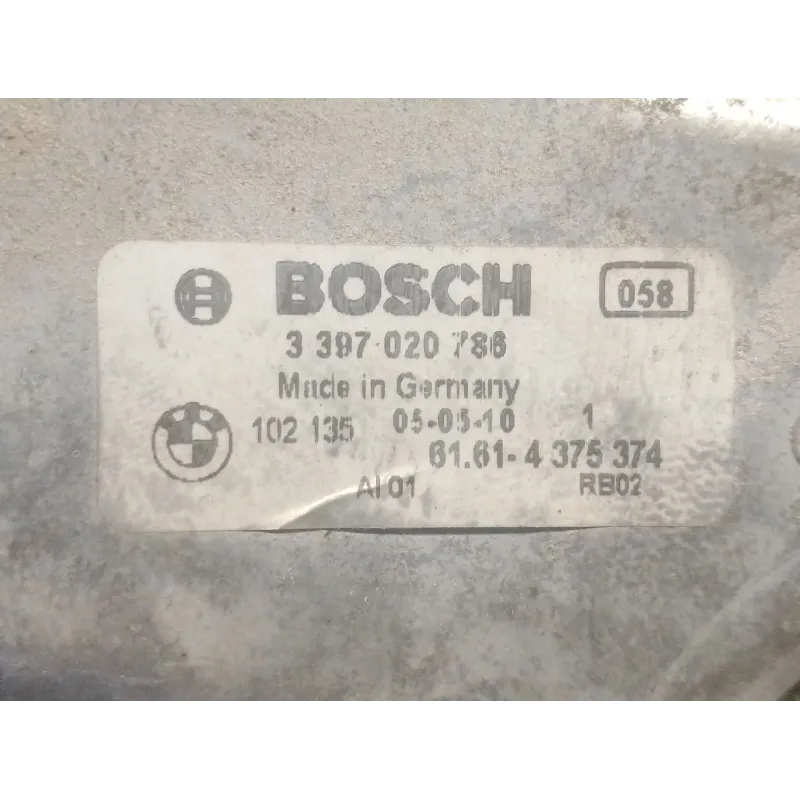 BOSCH 058
3 397 020 786
Made in Germany
102 135 05-05-10 1
61.61- 4 375 374
AI 01 RB02